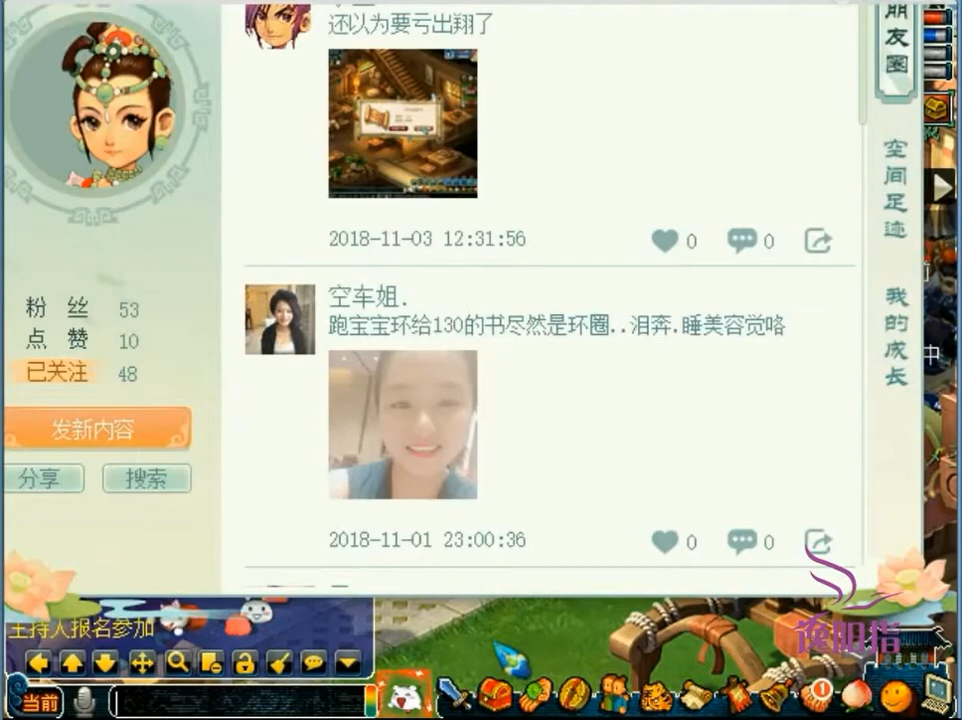 还以为要亏出翔了
2018-11-03 12:31:56
0
0
空车姐.
跑宝宝环给130的书尽然是环圈..泪奔.睡美容觉咯
2018-11-01 23:00:36
0
0
粉 丝 53
点 赞 10
已关注 48
发新内容
分享
搜索
朋友圈
空间足迹
我的成长
中
主持人报名参加
当前
1
逸阳指